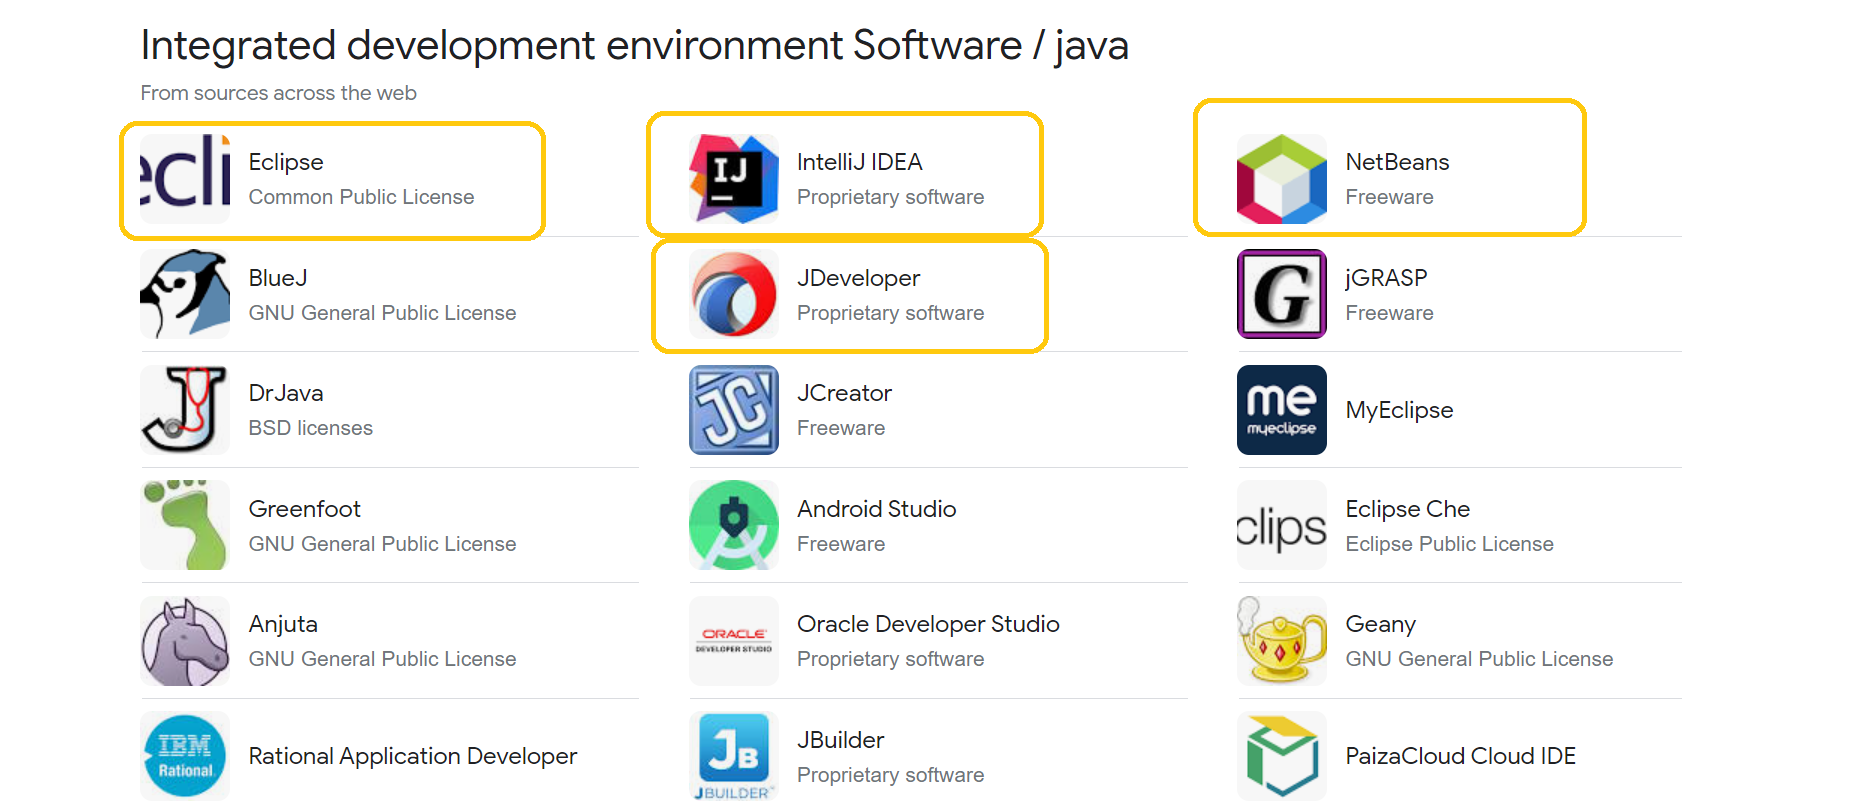 Integrated development environment Software / java
From sources across the web
ecli
Eclipse
Common Public License
IJ
IntelliJ IDEA
Proprietary software
NetBeans
Freeware
BlueJ
GNU General Public License
JDeveloper
Proprietary software
G
jGRASP
Freeware
J
DrJava
BSD licenses
JC
JCreator
Freeware
me
myeclipse
MyEclipse
Greenfoot
GNU General Public License
Android Studio
Freeware
clips
Eclipse Che
Eclipse Public License
Anjuta
GNU General Public License
ORACLE
DEVELOPER STUDIO
Oracle Developer Studio
Proprietary software
Geany
GNU General Public License
IBM
Rational
Rational Application Developer
JB
JBUILDER™
JBuilder
Proprietary software
PaizaCloud Cloud IDE